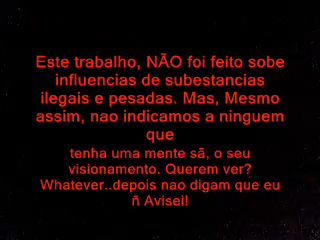 Este trabalho, NÃO foi feito sobe
influencias de subestancias
ilegais e pesadas. Mas, Mesmo
assim, nao indicamos a ninguem
que
tenha uma mente sã, o seu
visionamento. Querem ver?
Whatever..depois nao digam que eu
ñ Avisei!